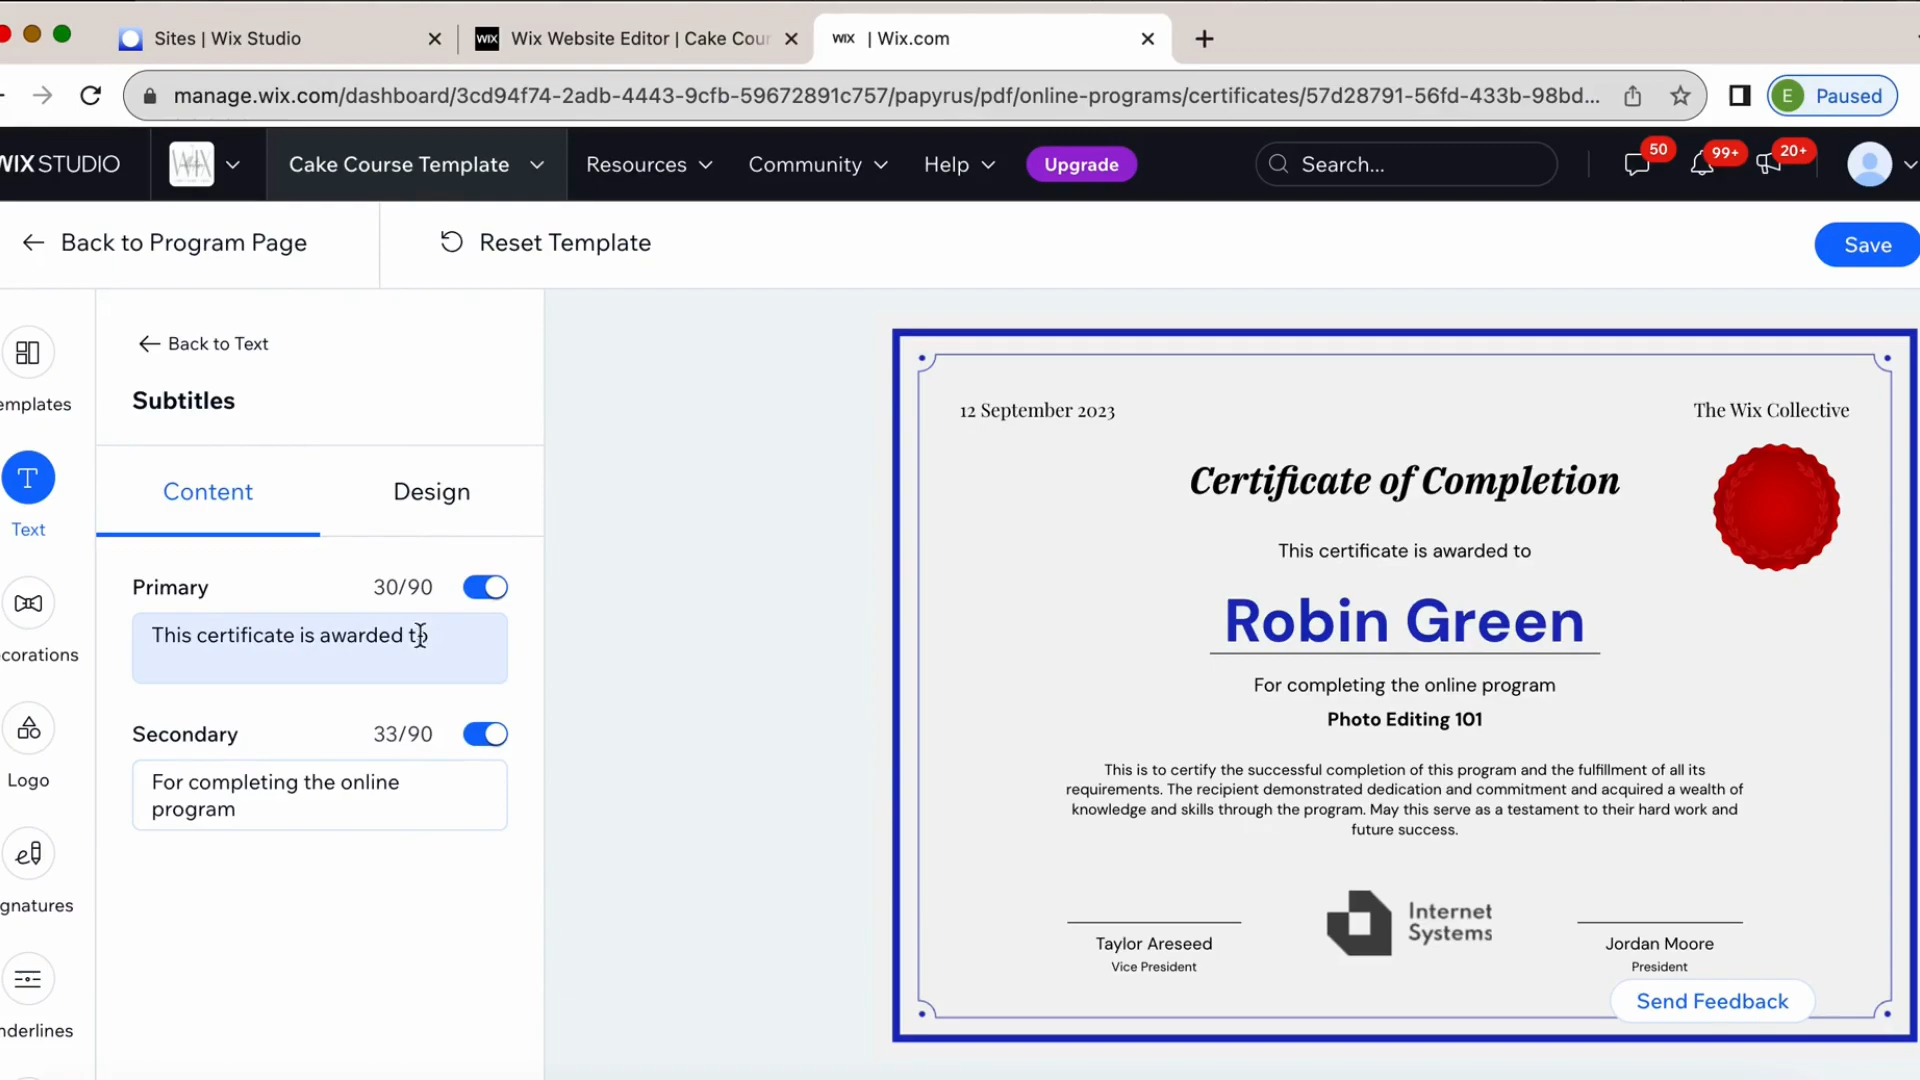 Sites | Wix Studio
WIX
Wix Website Editor | Cake Cour
WIX
| Wix.com
manage.wix.com/dashboard/3cd94f74-2adb-4443-9cfb-59672891c757/papyrus/pdf/online-programs/certificates/57d28791-56fd-433b-98bd...
E
Paused
WIX STUDIO
Cake Course Template
Resources
Community
Help
Upgrade
Search...
50
99+
20+
Back to Program Page
Reset Template
Save
emplates
T
Text
corations
Logo
gnatures
nderlines
Back to Text
Subtitles
Content
Design
Primary
30/90
This certificate is awarded to
Secondary
33/90
For completing the online
program
12 September 2023
The Wix Collective
Certificate of Completion
This certificate is awarded to
Robin Green
For completing the online program
Photo Editing 101
This is to certify the successful completion of this program and the fulfillment of all its
requirements. The recipient demonstrated dedication and commitment and acquired a wealth of
knowledge and skills through the program. May this serve as a testament to their hard work and
future success.
Taylor Areseed
Vice President
Internet
Systems
Jordan Moore
President
Send Feedback